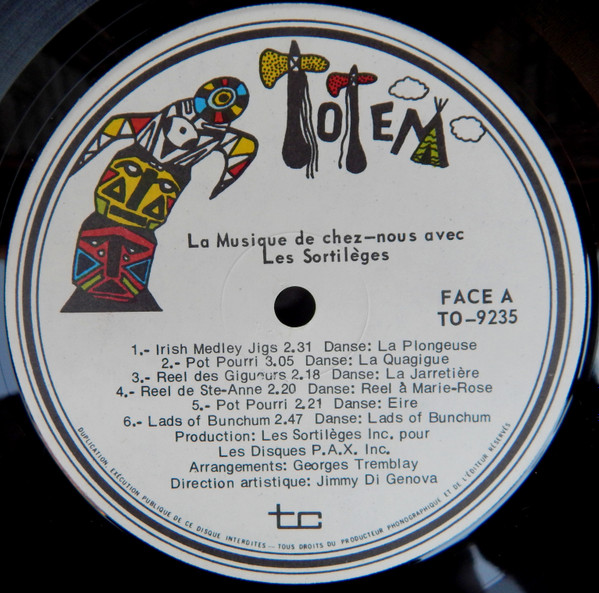 TOTEM
La Musique de chez-nous avec
Les Sortilèges
FACE A
TO-9235
1.- Irish Medley Jigs 2.31 Danse: La Plongeuse
2.- Pot Pourri 3.05 Danse: La Quagigue
3.- Reel des Gigueurs 2.18 Danse: La Jarretière
4.- Reel de Ste-Anne 2.20 Danse: Reel à Marie-Rose
5.- Pot Pourri 2.21 Danse: Eire
6.- Lads of Bunchum 2.47 Danse: Lads of Bunchum
Production: Les Sortilèges Inc. pour
Les Disques P.A.X. Inc.
Arrangements: Georges Tremblay
Direction artistique: Jimmy Di Genova
tc
DUPLICATION, EXÉCUTION PUBLIQUE DE CE DISQUE INTERDITES — TOUS DROITS DU PRODUCTEUR PHONOGRAPHIQUE ET DE L'ÉDITEUR RÉSERVÉS